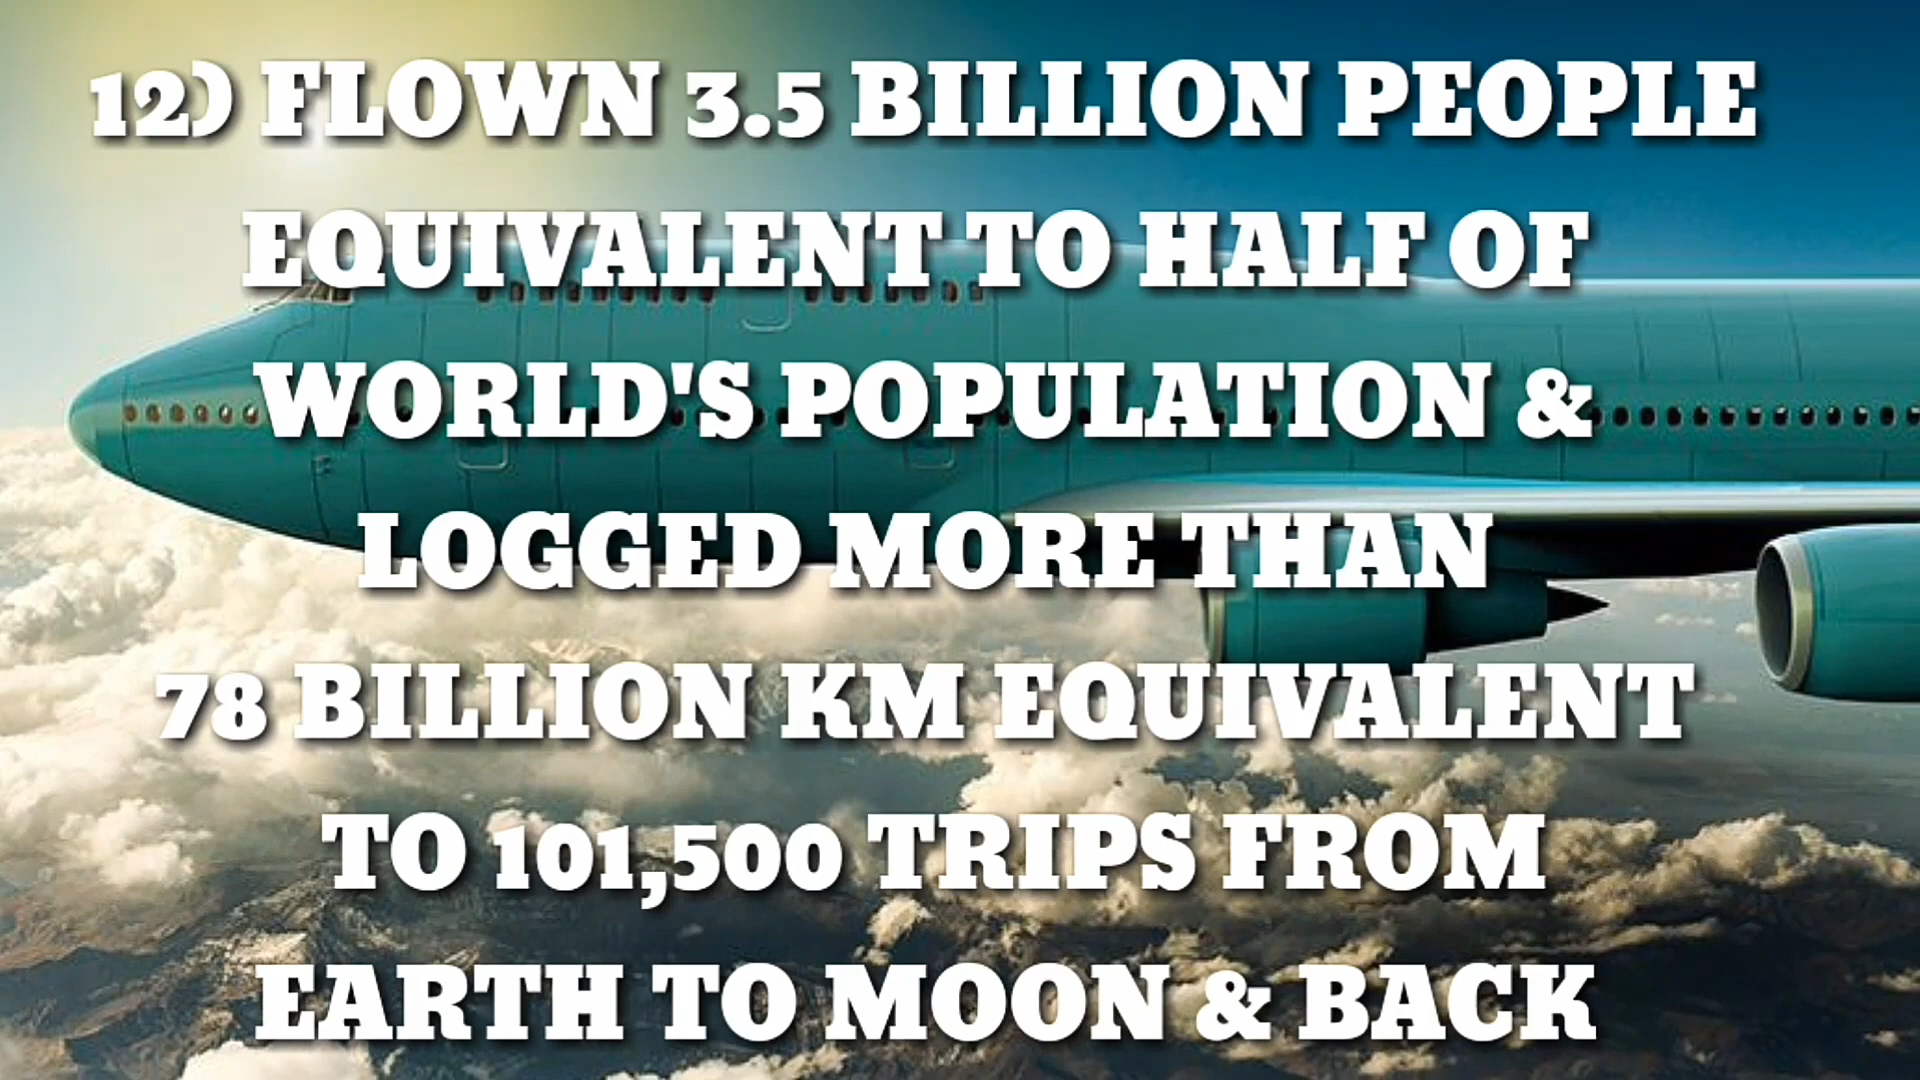 12) FLOWN 3.5 BILLION PEOPLE
EQUIVALENT TO HALF OF
WORLD'S POPULATION &
LOGGED MORE THAN
78 BILLION KM EQUIVALENT
TO 101,500 TRIPS FROM
EARTH TO MOON & BACK